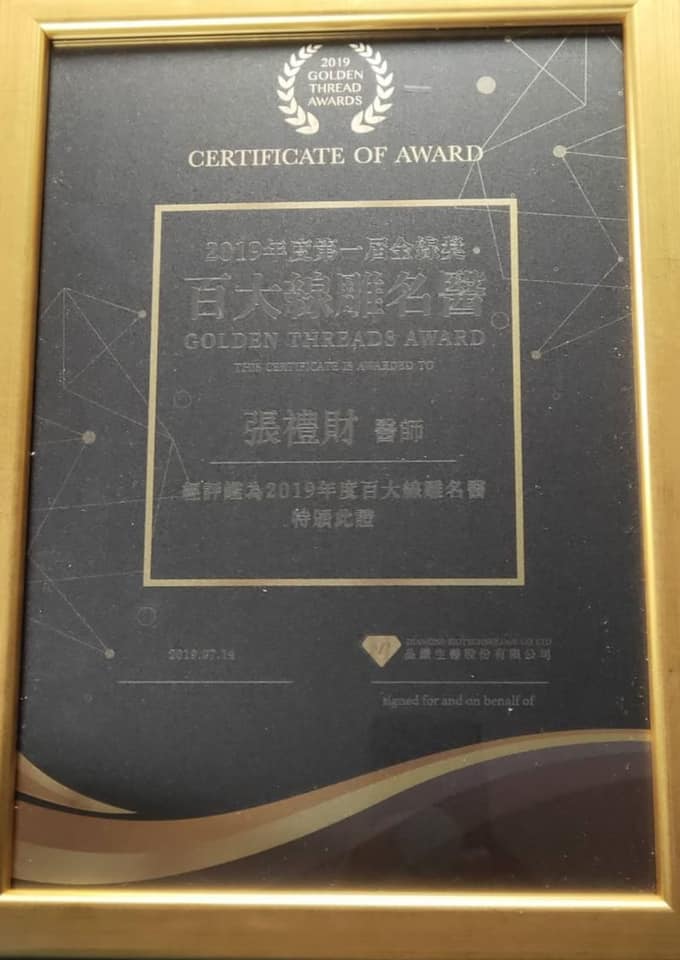 2019
GOLDEN
THREAD
AWARDS
CERTIFICATE OF AWARD
2019年度第一屆金線獎•
百大線雕名醫
GOLDEN THREADS AWARD
THIS CERTIFICATE IS AWARDED TO
張禮財 醫師
經評鑑為2019年度百大線雕名醫
特頒此證
2019.07.14
DIAMOND BIOTECHNOLOGY CO LTD
晶鑽生醫股份有限公司
signed for and on behalf of